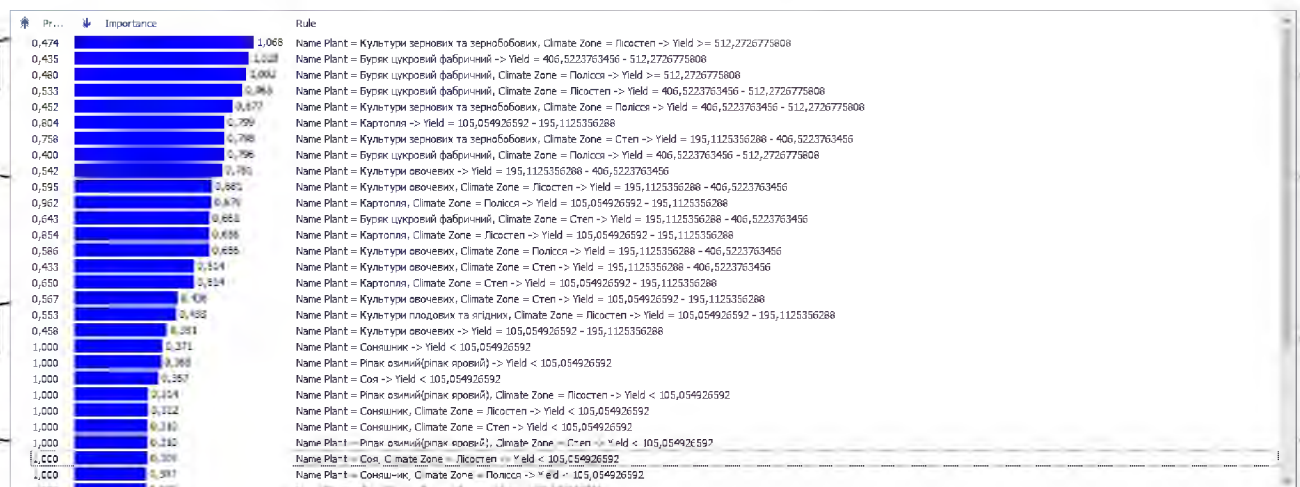 Pr... Importance Rule
0,474 1,068 Name Plant = Культури зернових та зернобобових, Climate Zone = Лісостеп -> Yield >= 512,2726775808
0,435 Name Plant = Буряк цукровий фабричний -> Yield = 406,5223763456 - 512,2726775808
0,480 Name Plant = Буряк цукровий фабричний, Climate Zone = Полісся -> Yield >= 512,2726775808
0,533 Name Plant = Буряк цукровий фабричний, Climate Zone = Лісостеп -> Yield = 406,5223763456 - 512,2726775808
0,452 0,877 Name Plant = Культури зернових та зернобобових, Climate Zone = Полісся -> Yield = 406,5223763456 - 512,2726775808
0,804 0,799 Name Plant = Картопля -> Yield = 105,054926592 - 195,1125356288
0,758 0,798 Name Plant = Культури зернових та зернобобових, Climate Zone = Степ -> Yield = 195,1125356288 - 406,5223763456
0,400 0,796 Name Plant = Буряк цукровий фабричний, Climate Zone = Полісся -> Yield = 406,5223763456 - 512,2726775808
0,542 Name Plant = Культури овочевих -> Yield = 195,1125356288 - 406,5223763456
0,595 0,681 Name Plant = Культури овочевих, Climate Zone = Лісостеп -> Yield = 195,1125356288 - 406,5223763456
0,962 Name Plant = Картопля, Climate Zone = Полісся -> Yield = 105,054926592 - 195,1125356288
0,643 Name Plant = Буряк цукровий фабричний, Climate Zone = Степ -> Yield = 195,1125356288 - 406,5223763456
0,854 Name Plant = Картопля, Climate Zone = Лісостеп -> Yield = 105,054926592 - 195,1125356288
0,586 Name Plant = Культури овочевих, Climate Zone = Полісся -> Yield = 195,1125356288 - 406,5223763456
0,433 Name Plant = Культури овочевих, Climate Zone = Степ -> Yield = 195,1125356288 - 406,5223763456
0,650 Name Plant = Картопля, Climate Zone = Степ -> Yield = 105,054926592 - 195,1125356288
0,567 Name Plant = Культури овочевих, Climate Zone = Степ -> Yield = 105,054926592 - 195,1125356288
0,553 Name Plant = Культури плодових та ягідних, Climate Zone = Лісостеп -> Yield = 105,054926592 - 195,1125356288
0,458 Name Plant = Культури овочевих -> Yield = 105,054926592 - 195,1125356288
1,000 0,371 Name Plant = Соняшник -> Yield < 105,054926592
1,000 Name Plant = Ріпак озимий(ріпак яровий) -> Yield < 105,054926592
1,000 0,357 Name Plant = Соя -> Yield < 105,054926592
1,000 Name Plant = Ріпак озимий(ріпак яровий), Climate Zone = Лісостеп -> Yield < 105,054926592
1,000 Name Plant = Соняшник, Climate Zone = Лісостеп -> Yield < 105,054926592
1,000 Name Plant = Соняшник, Climate Zone = Степ -> Yield < 105,054926592
1,000 Name Plant = Ріпак озимий(ріпак яровий), Climate Zone = Степ -> Yield < 105,054926592
1,000 Name Plant = Соя, Climate Zone = Лісостеп -> Yield < 105,054926592
1,000 Name Plant = Соняшник, Climate Zone = Полісся -> Yield < 105,054926592